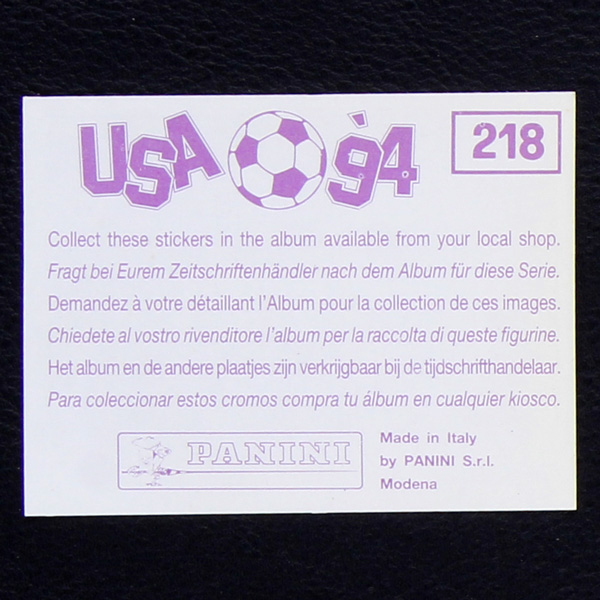 USA '94
218
Collect these stickers in the album available from your local shop.
Fragt bei Eurem Zeitschriftenhändler nach dem Album für diese Serie.
Demandez à votre détaillant l'Album pour la collection de ces images.
Chiedete al vostro rivenditore l'album per la raccolta di queste figurine.
Het album en de andere plaatjes zijn verkrijgbaar bij de tijdschrifthandelaar.
Para coleccionar estos cromos compra tu álbum en cualquier kiosco.
PANINI
Made in Italy
by PANINI S.r.l.
Modena